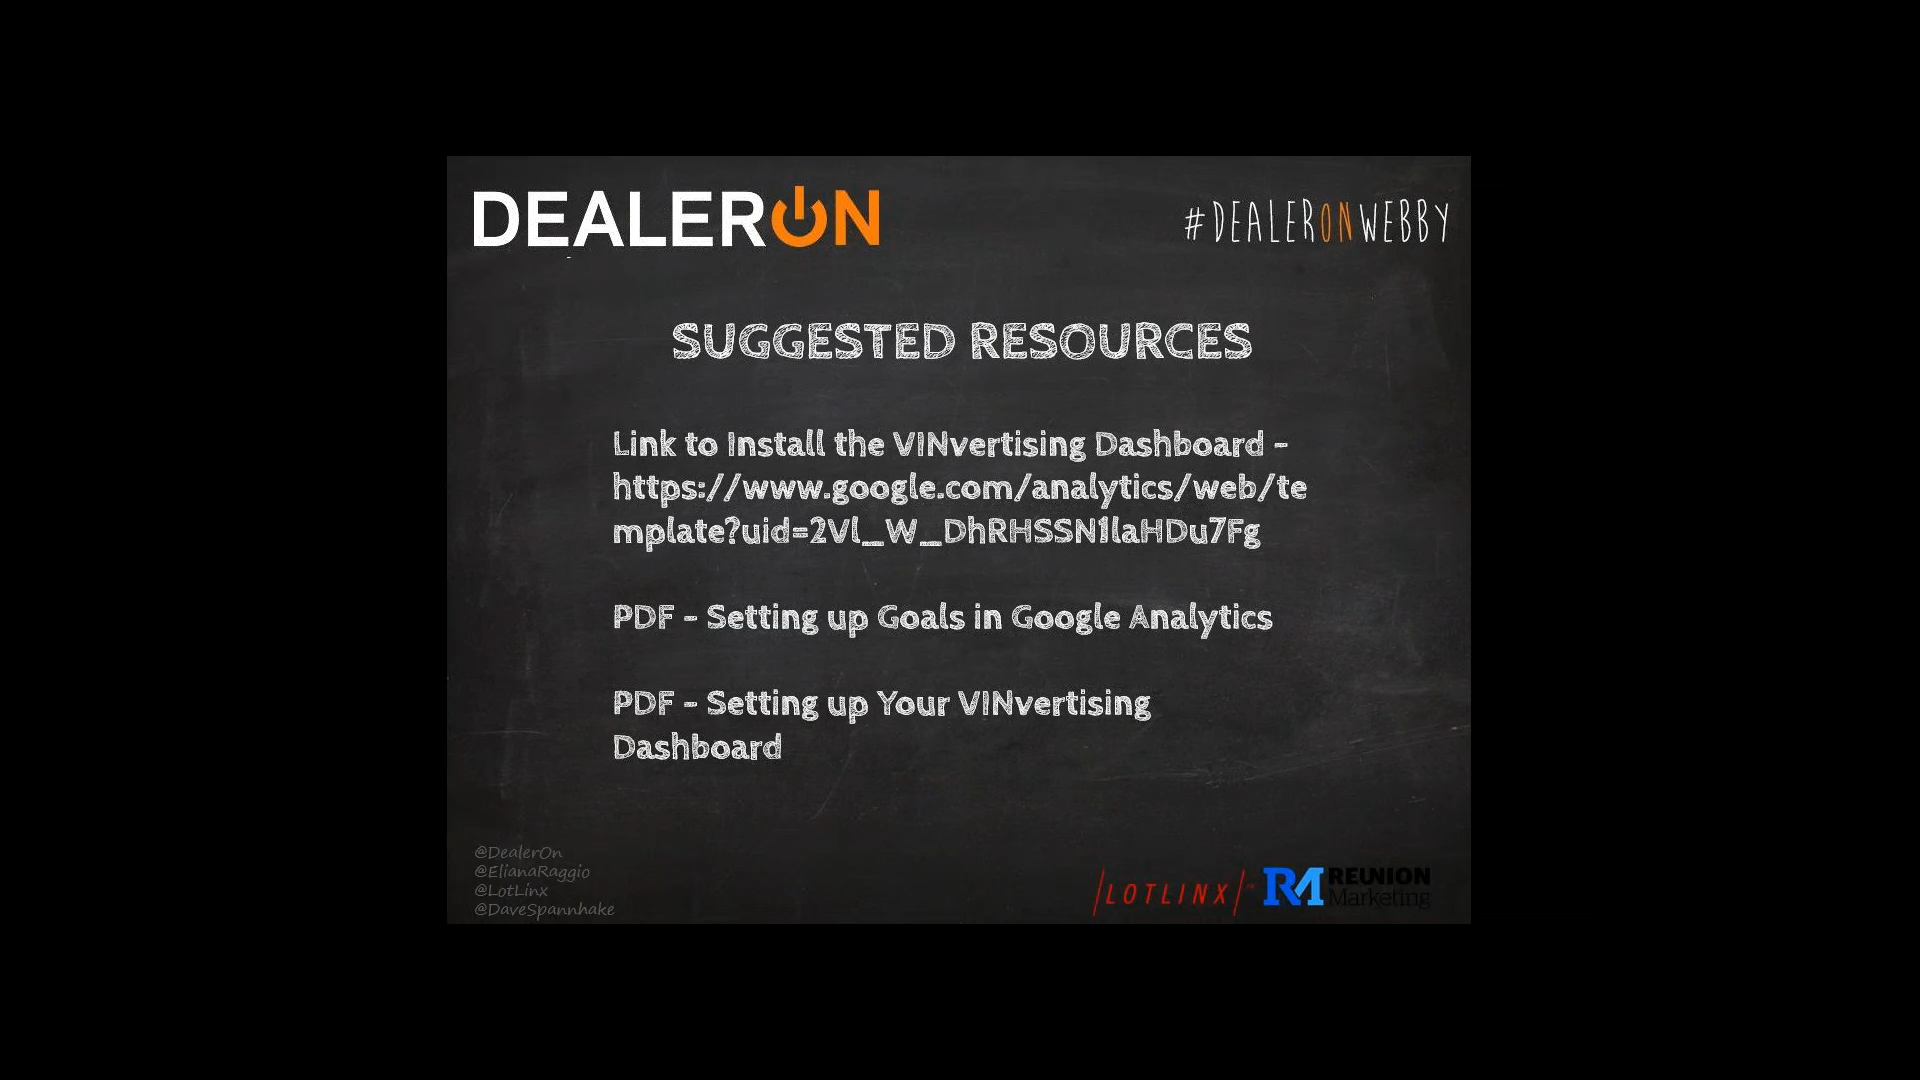 DEALERON
#DEALERONWEBBY
SUGGESTED RESOURCES
Link to Install the VINvertising Dashboard -
https://www.google.com/analytics/web/te
mplate?uid=2Vl_W_DhRHSSN1laHDu7Fg
PDF - Setting up Goals in Google Analytics
PDF - Setting up Your VINvertising
Dashboard
@DealerOn
@ElianaRaggio
@LotLinx
@DaveSpannhake
LOTLINX
RM REUNION
Marketing